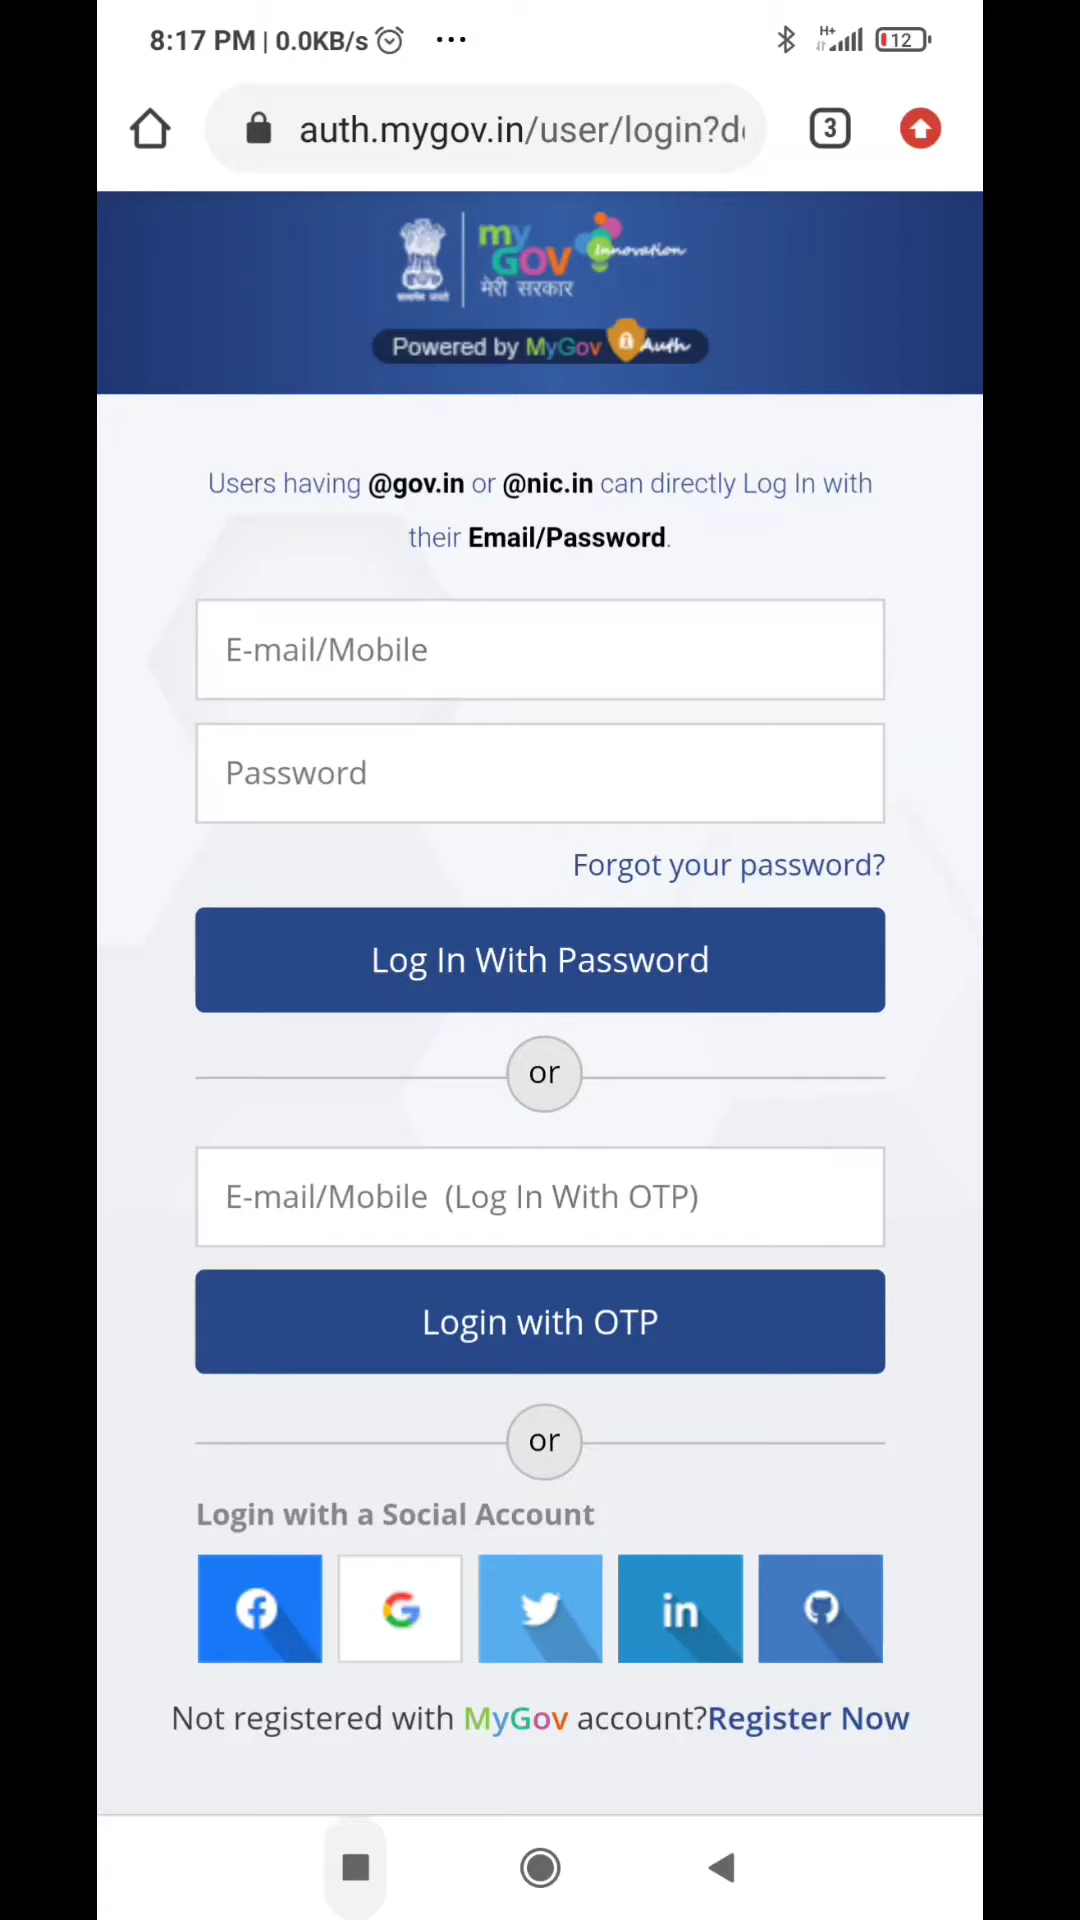 8:17 PM | 0.0KB/s ...
H+
12
auth.mygov.in/user/login?d
3
my
GOV
मेरी सरकार
Innovation
सत्यमेव जयते
Powered by MyGov Auth
Users having @gov.in or @nic.in can directly Log In with
their Email/Password.
E-mail/Mobile
Password
Forgot your password?
Log In With Password
or
E-mail/Mobile (Log In With OTP)
Login with OTP
or
Login with a Social Account
G
in
Not registered with MyGov account?Register Now